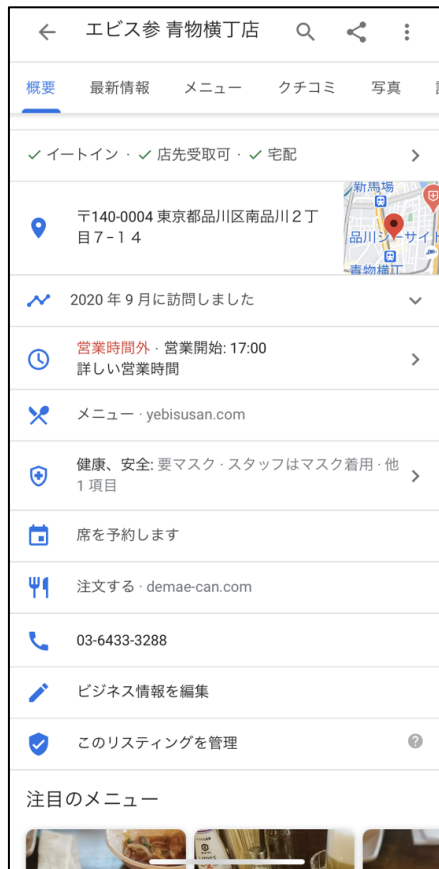 エビス参 青物横丁店
概要 最新情報 メニュー クチコミ 写真
イートイン · 店先受取可 · 宅配
〒140-0004 東京都品川区南品川２丁
目７−１４
新馬場
品川シーサイド
青物横丁
2020 年 9 月に訪問しました
営業時間外 · 営業開始: 17:00
詳しい営業時間
メニュー · yebisusan.com
健康、安全: 要マスク · スタッフはマスク着用 · 他
1 項目
席を予約します
注文する · demae-can.com
03-6433-3288
ビジネス情報を編集
このリスティングを管理
注目のメニュー